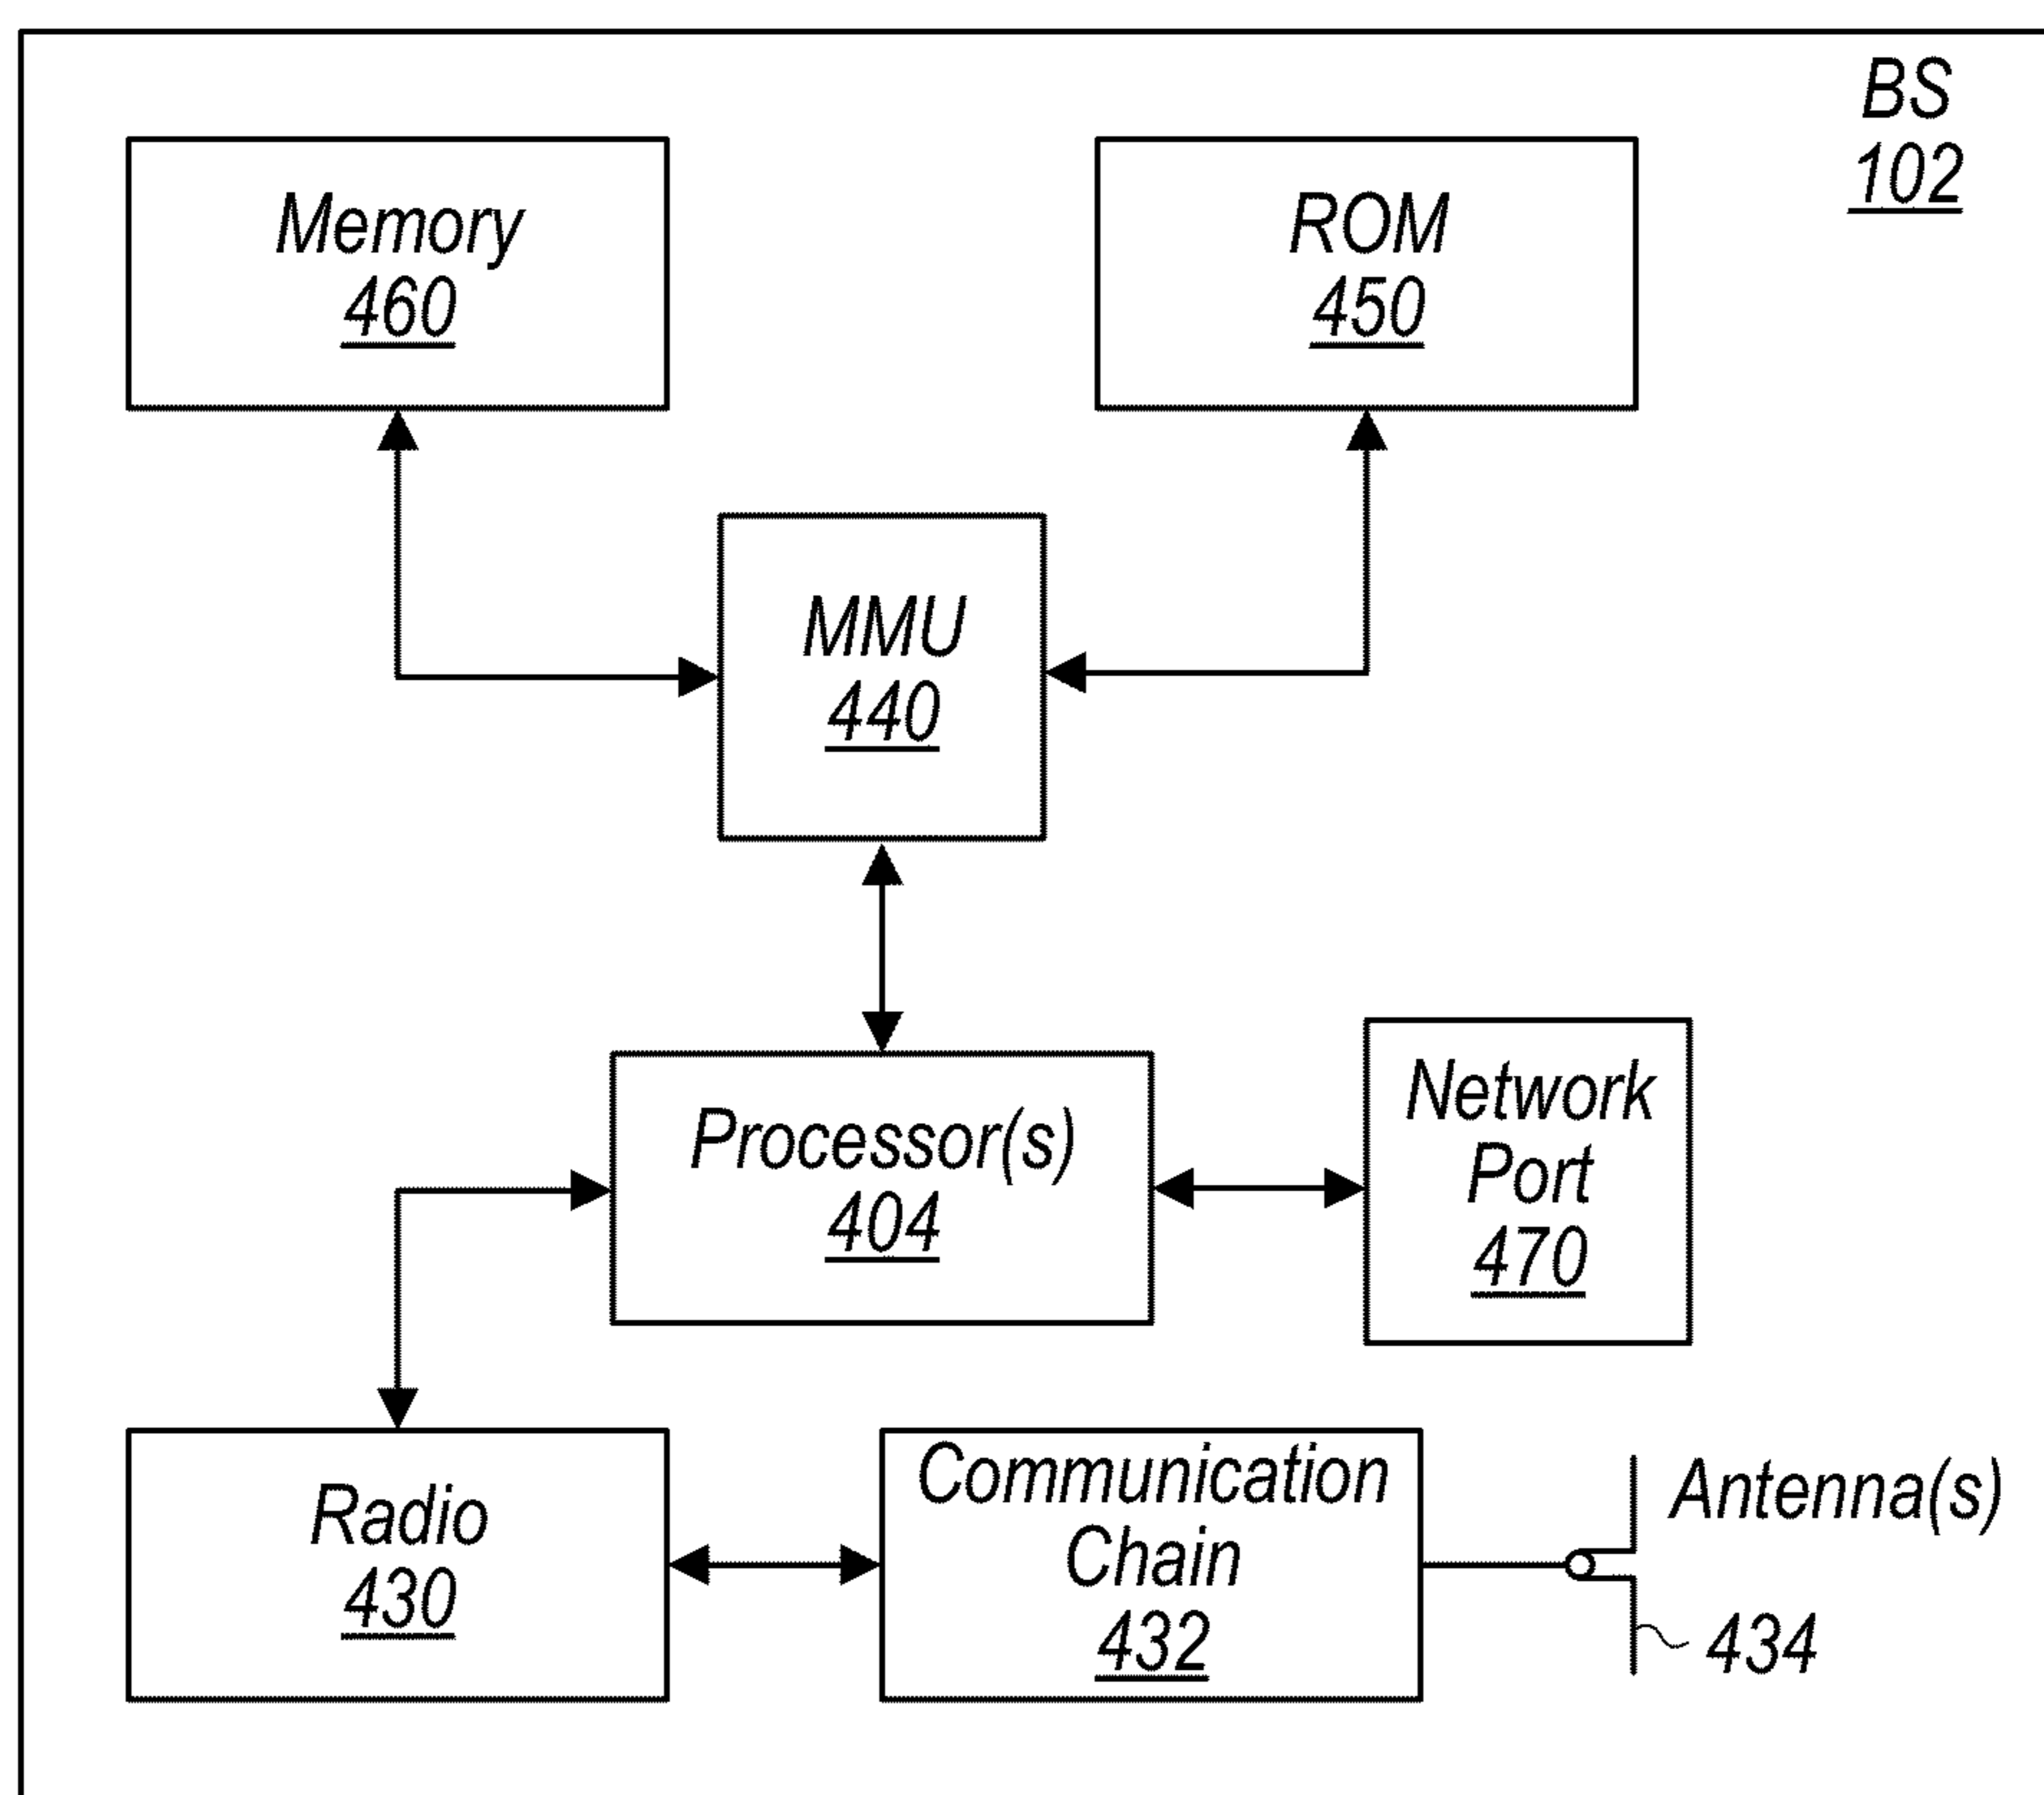 BS
102
Memory
460
ROM
450
MMU
440
Processor(s)
404
Network
Port
470
Radio
430
Communication
Chain
432
Antenna(s)
434